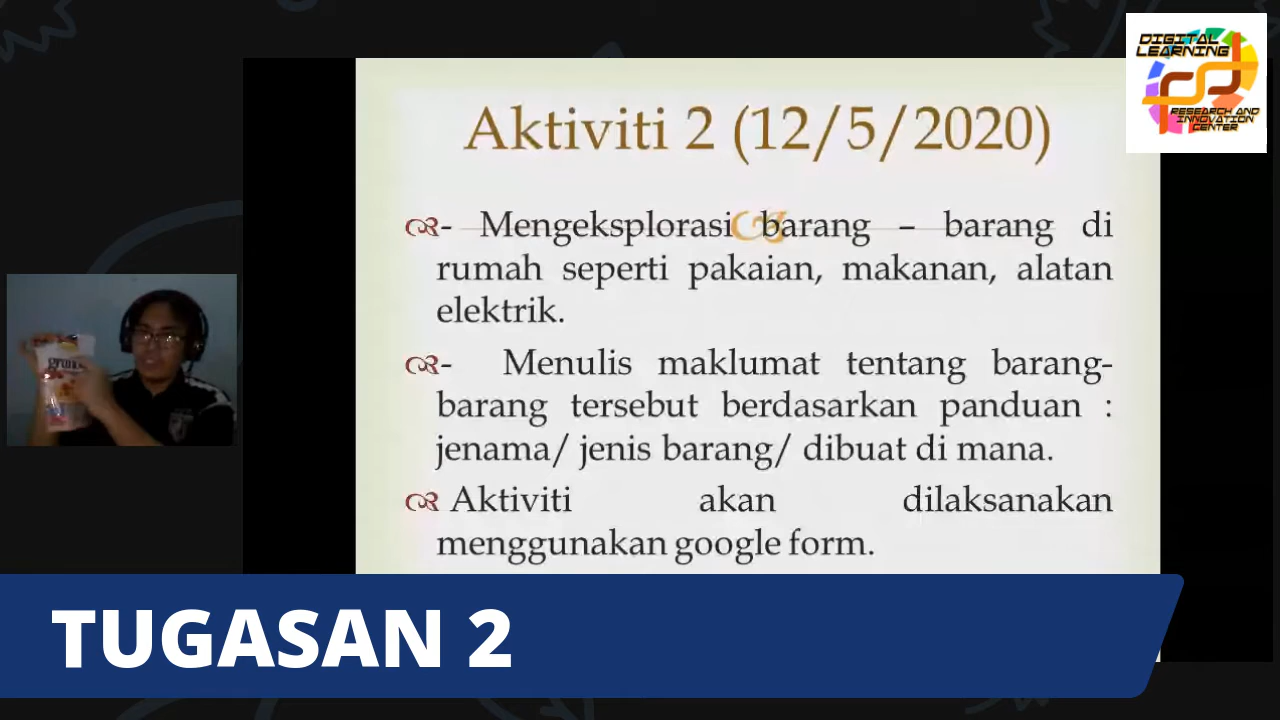 DIGITAL
LEARNING
RESEARCH AND
INNOVATION
CENTER
Aktiviti 2 (12/5/2020)
- Mengeksplorasi barang – barang di
rumah seperti pakaian, makanan, alatan
elektrik.
- Menulis maklumat tentang barang-
barang tersebut berdasarkan panduan :
jenama/ jenis barang/ dibuat di mana.
Aktiviti akan dilaksanakan
menggunakan google form.
TUGASAN 2